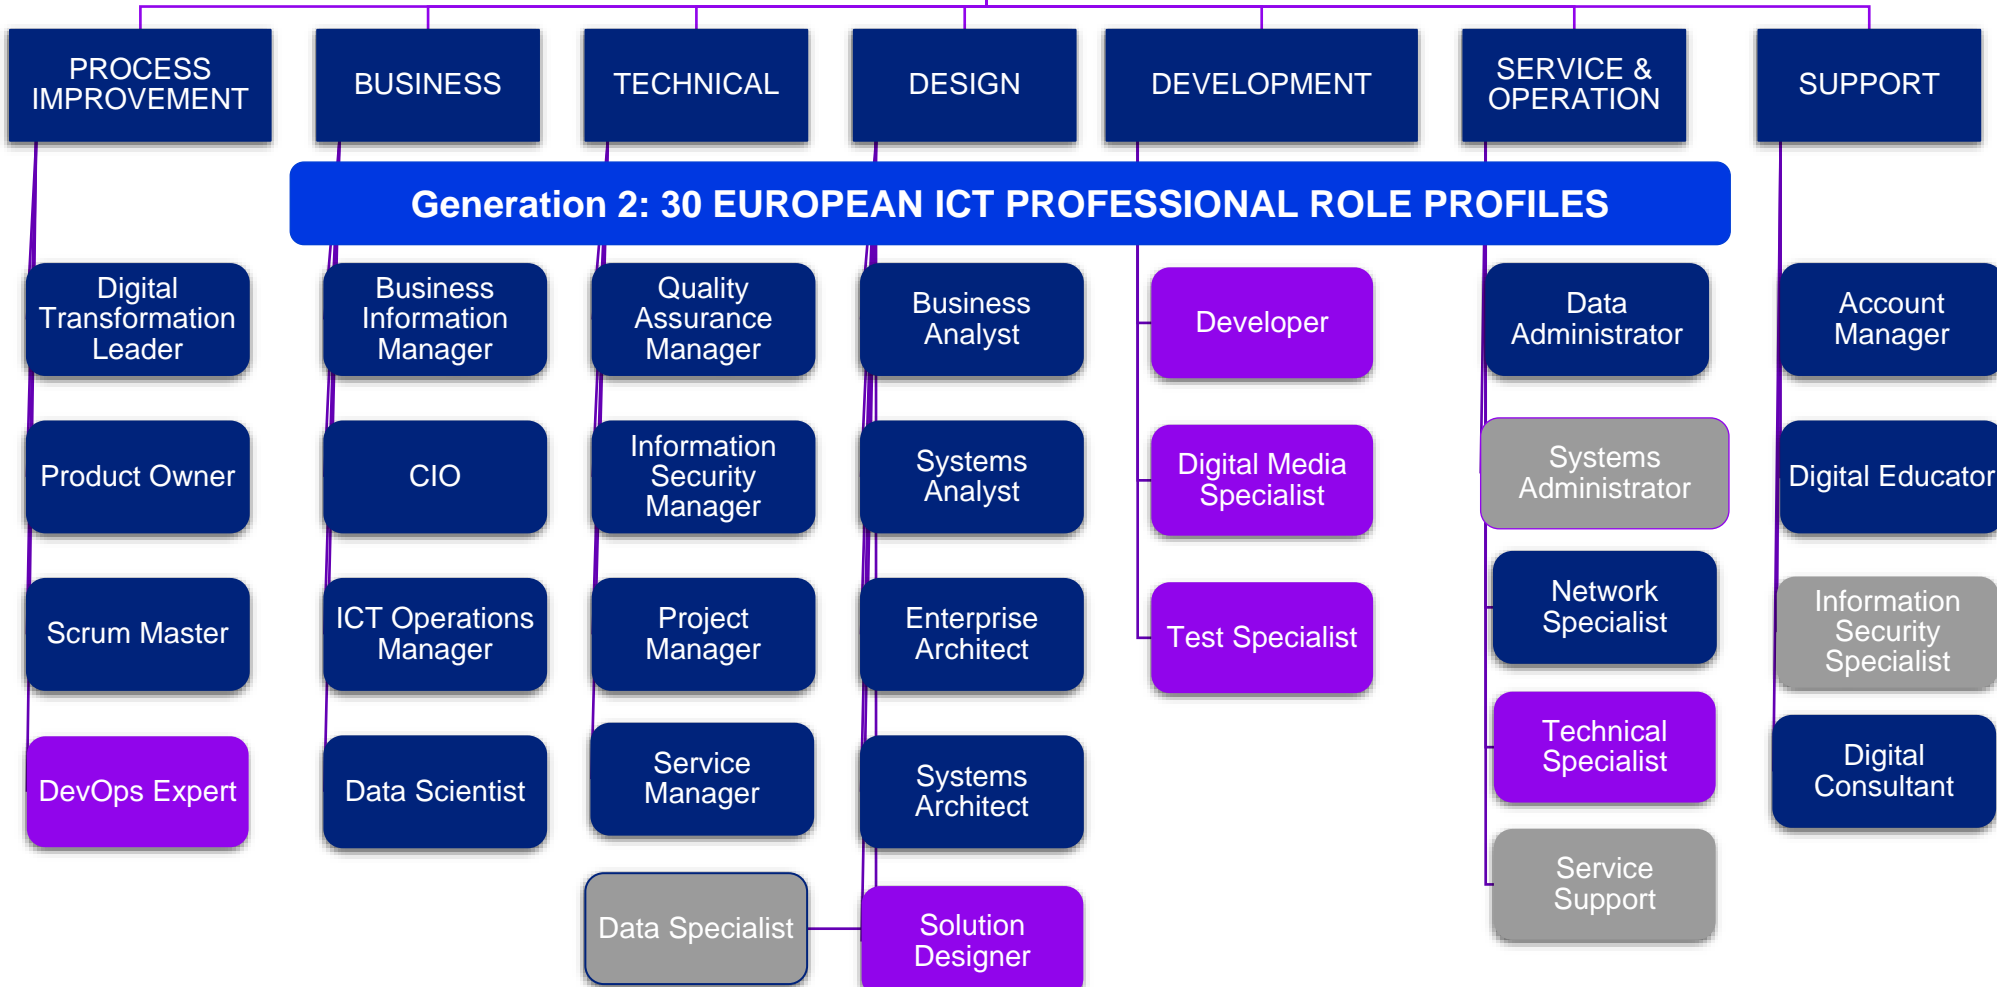 PROCESS
IMPROVEMENT
BUSINESS
TECHNICAL
DESIGN
DEVELOPMENT
SERVICE &
OPERATION
SUPPORT
Generation 2: 30 EUROPEAN ICT PROFESSIONAL ROLE PROFILES
Digital
Transformation
Leader
Business
Information
Manager
Quality
Assurance
Manager
Business
Analyst
Developer
Data
Administrator
Account
Manager
Product Owner
CIO
Information
Security
Manager
Systems
Analyst
Digital Media
Specialist
Systems
Administrator
Digital Educator
Scrum Master
ICT Operations
Manager
Project
Manager
Enterprise
Architect
Test Specialist
Network
Specialist
Information
Security
Specialist
DevOps Expert
Data Scientist
Service
Manager
Systems
Architect
Technical
Specialist
Digital
Consultant
Data Specialist
Solution
Designer
Service
Support